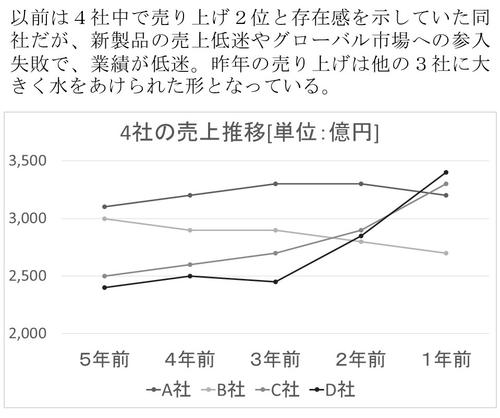 以前は４社中で売り上げ２位と存在感を示していた同
社だが、新製品の売上低迷やグローバル市場への参入
失敗で、業績が低迷。昨年の売り上げは他の３社に大
きく水をあけられた形となっている。
4社の売上推移[単位：億円]
3,500
3,000
2,500
2,000
５年前 ４年前 ３年前 ２年前 １年前
A社 B社 C社 D社